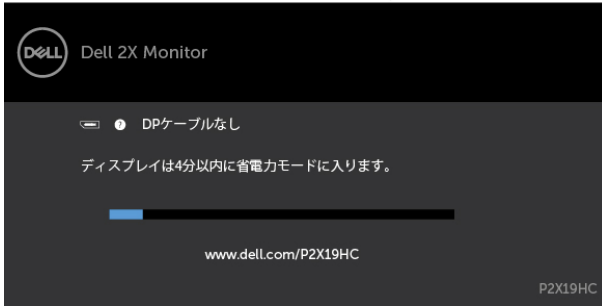 DELL Dell 2X Monitor
? DPケーブルなし
ディスプレイは4分以内に省電力モードに入ります。
www.dell.com/P2X19HC
P2X19HC